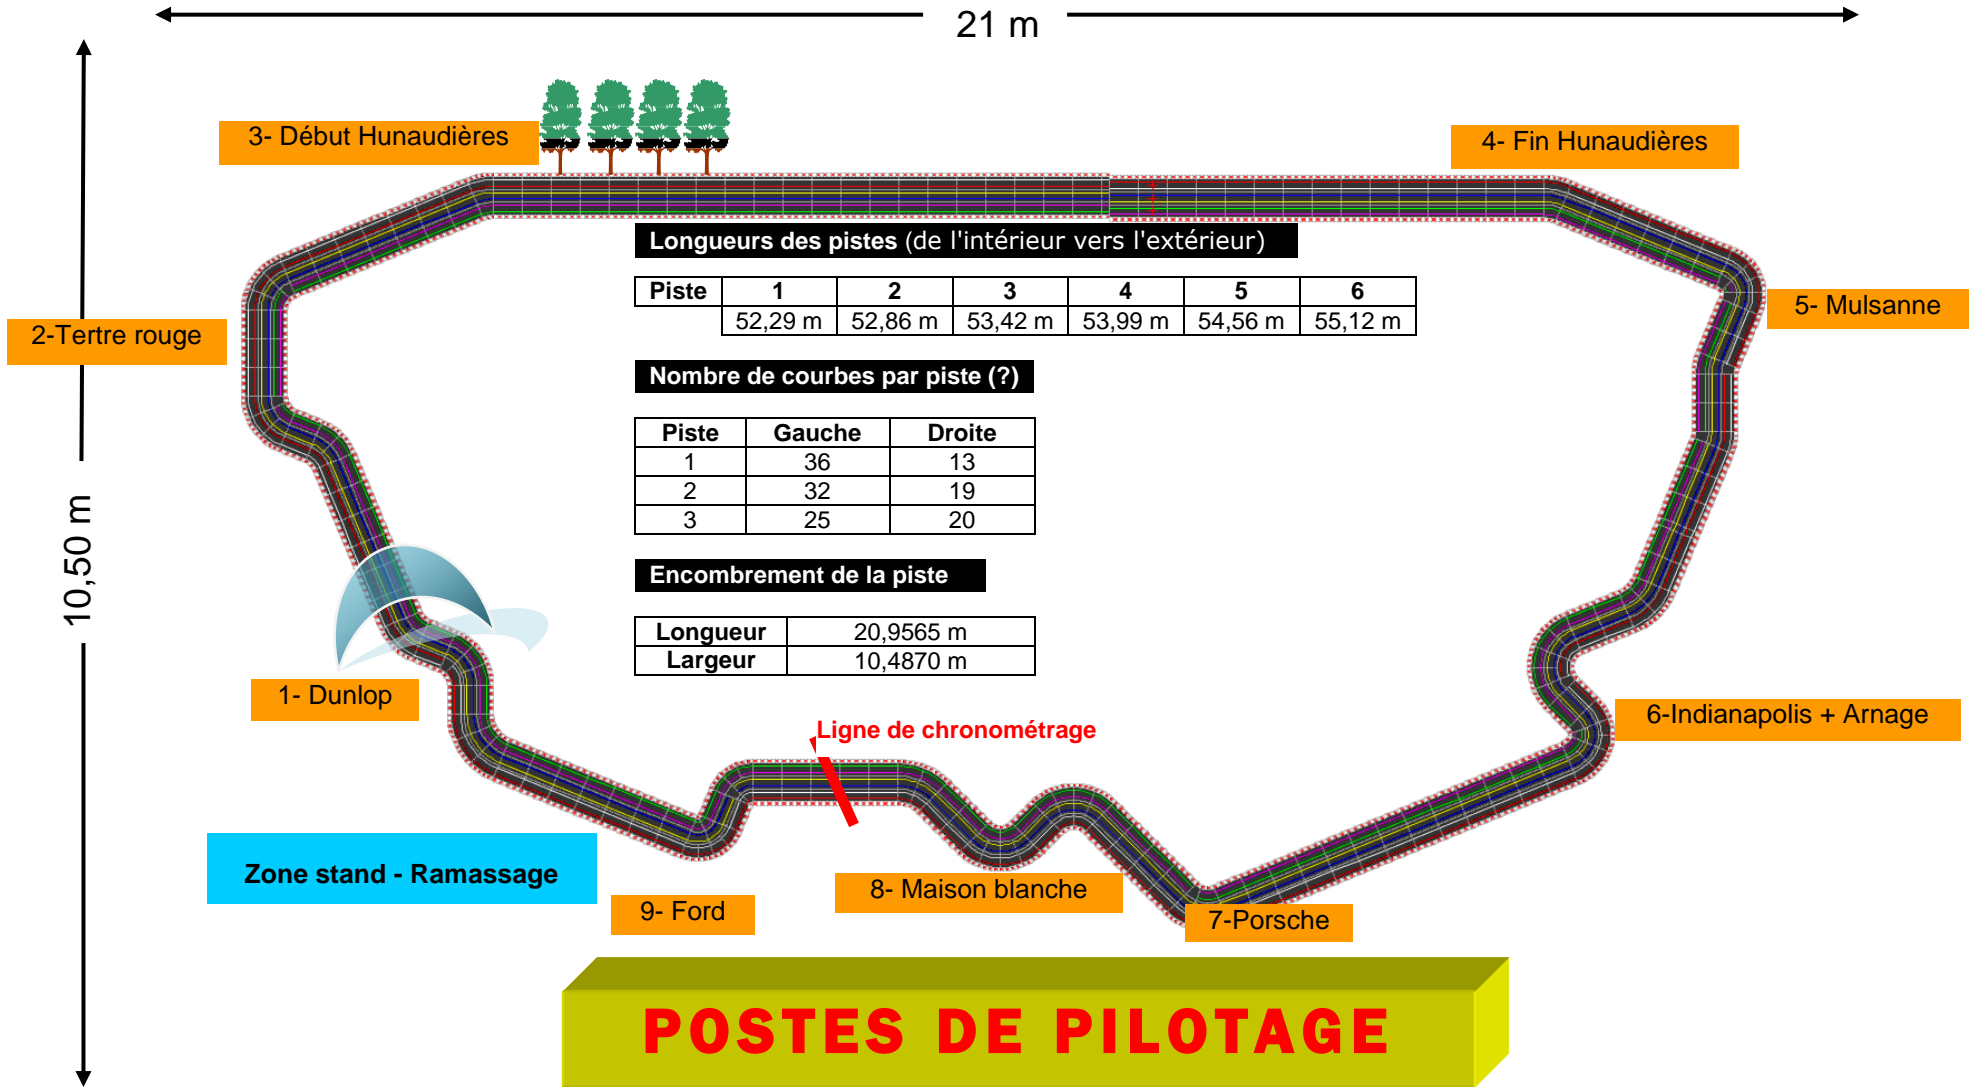 21 m
3- Début Hunaudières
4- Fin Hunaudières
Longueurs des pistes (de l'intérieur vers l'extérieur)
Piste 1 2 3 4 5 6
52,29 m 52,86 m 53,42 m 53,99 m 54,56 m 55,12 m
5- Mulsanne
2-Tertre rouge
Nombre de courbes par piste (?)
Piste Gauche Droite
1 36 13
2 32 19
3 25 20
10,50 m
Encombrement de la piste
Longueur 20,9565 m
Largeur 10,4870 m
1- Dunlop
6-Indianapolis + Arnage
Ligne de chronométrage
Zone stand - Ramassage
8- Maison blanche
9- Ford
7-Porsche
POSTES DE PILOTAGE